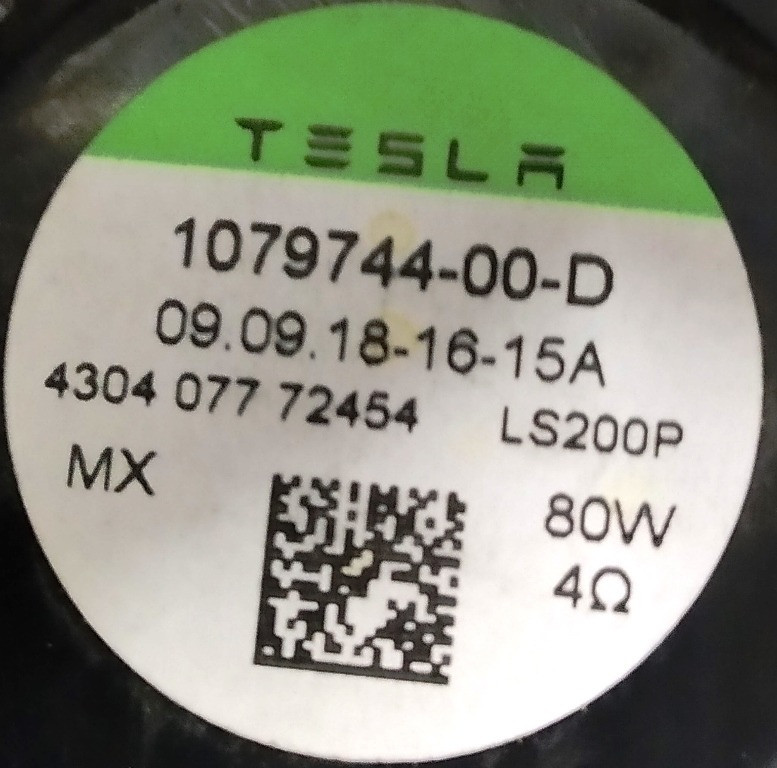 TESLA
1079744-00-D
09.09.18-16-15A
4304 077 72454 LS200P
MX 80W
4Ω